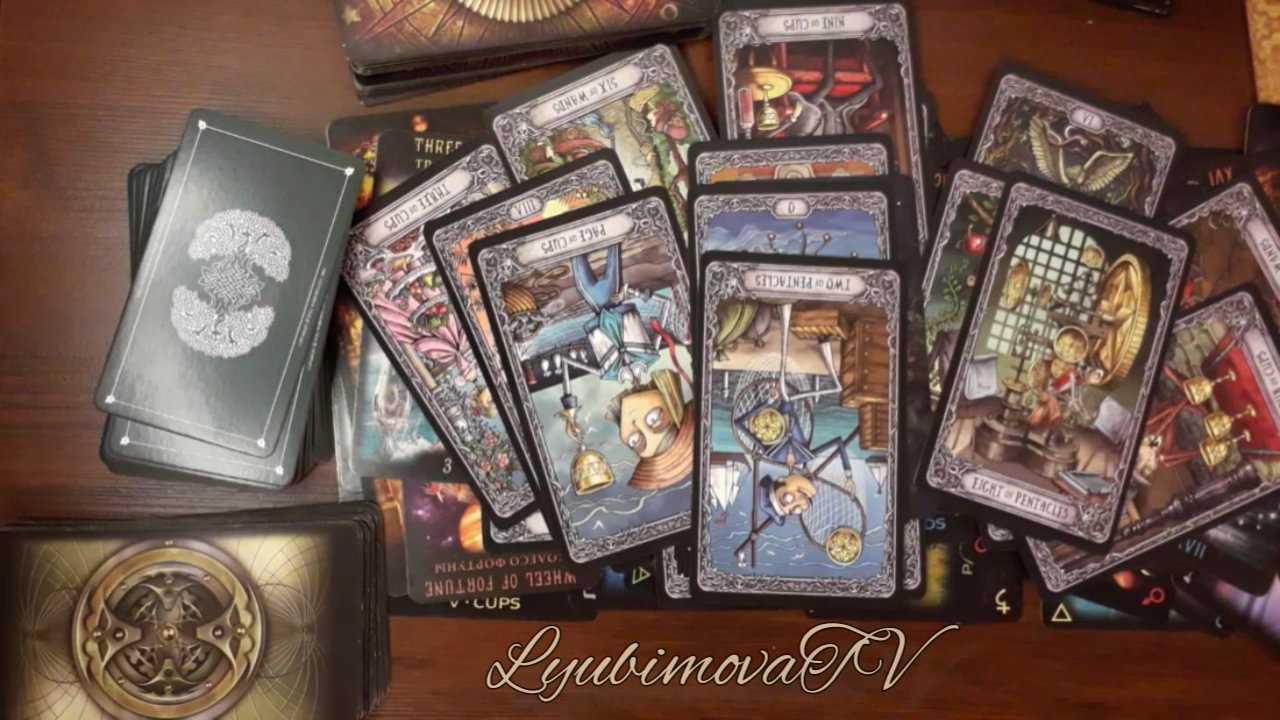 NINE OF CUPS
SIX OF WANDS
THREE
THREE OF CUPS
VI
VIII
PAGE OF CUPS
0
TWO OF PENTACLES
EIGHT OF PENTACLES
OF CUPS
3
VII
WHEEL OF FORTUNE
КОЛЕСО ФОРТУНЫ
V · CUPS
LyubimovaTV